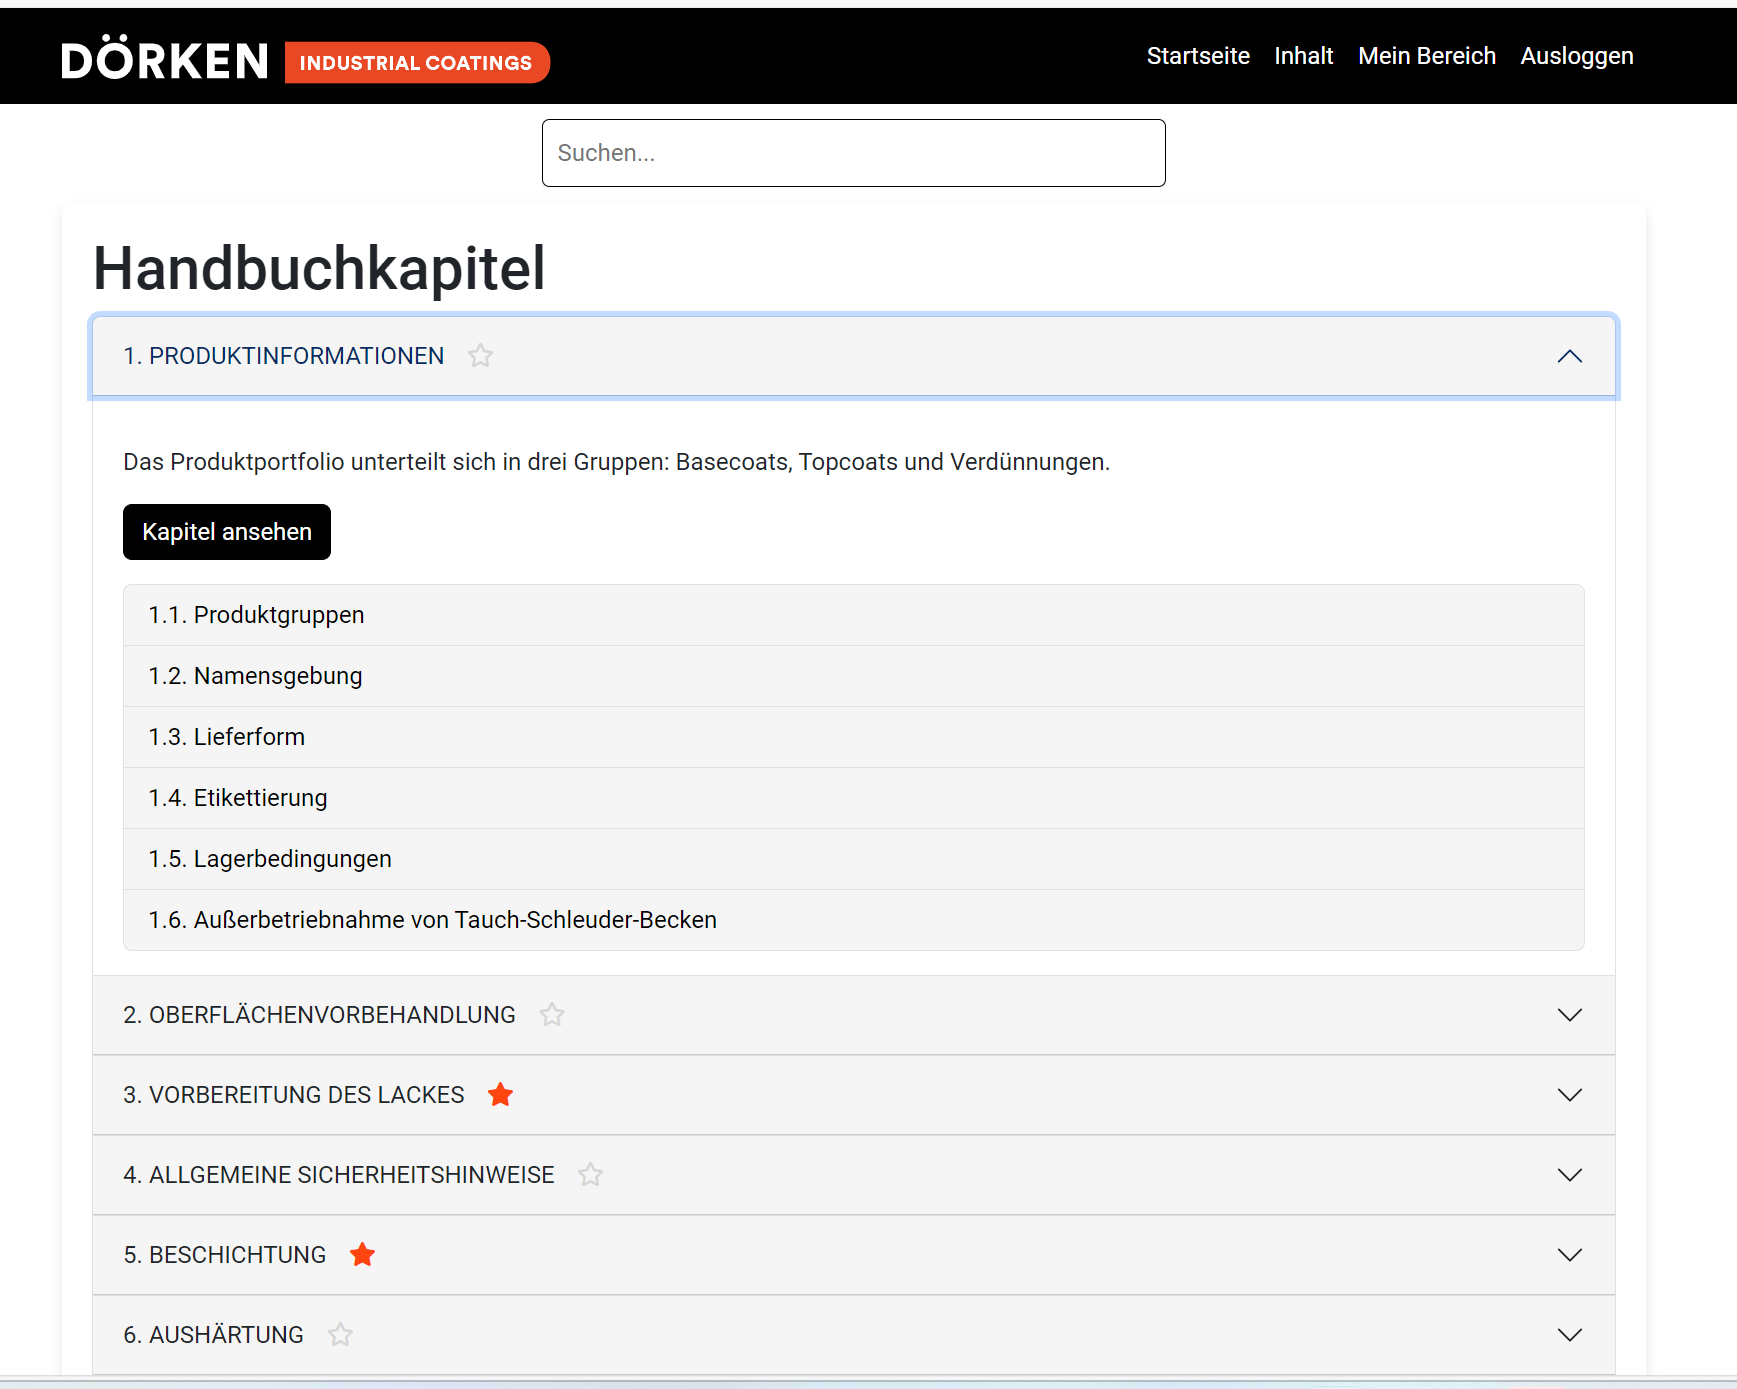 DÖRKEN INDUSTRIAL COATINGS
Startseite Inhalt Mein Bereich Ausloggen
Suchen...
Handbuchkapitel
1. PRODUKTINFORMATIONEN
Das Produktportfolio unterteilt sich in drei Gruppen: Basecoats, Topcoats und Verdünnungen.
Kapitel ansehen
1.1. Produktgruppen
1.2. Namensgebung
1.3. Lieferform
1.4. Etikettierung
1.5. Lagerbedingungen
1.6. Außerbetriebnahme von Tauch-Schleuder-Becken
2. OBERFLÄCHENVORBEHANDLUNG
3. VORBEREITUNG DES LACKES
4. ALLGEMEINE SICHERHEITSHINWEISE
5. BESCHICHTUNG
6. AUSHÄRTUNG